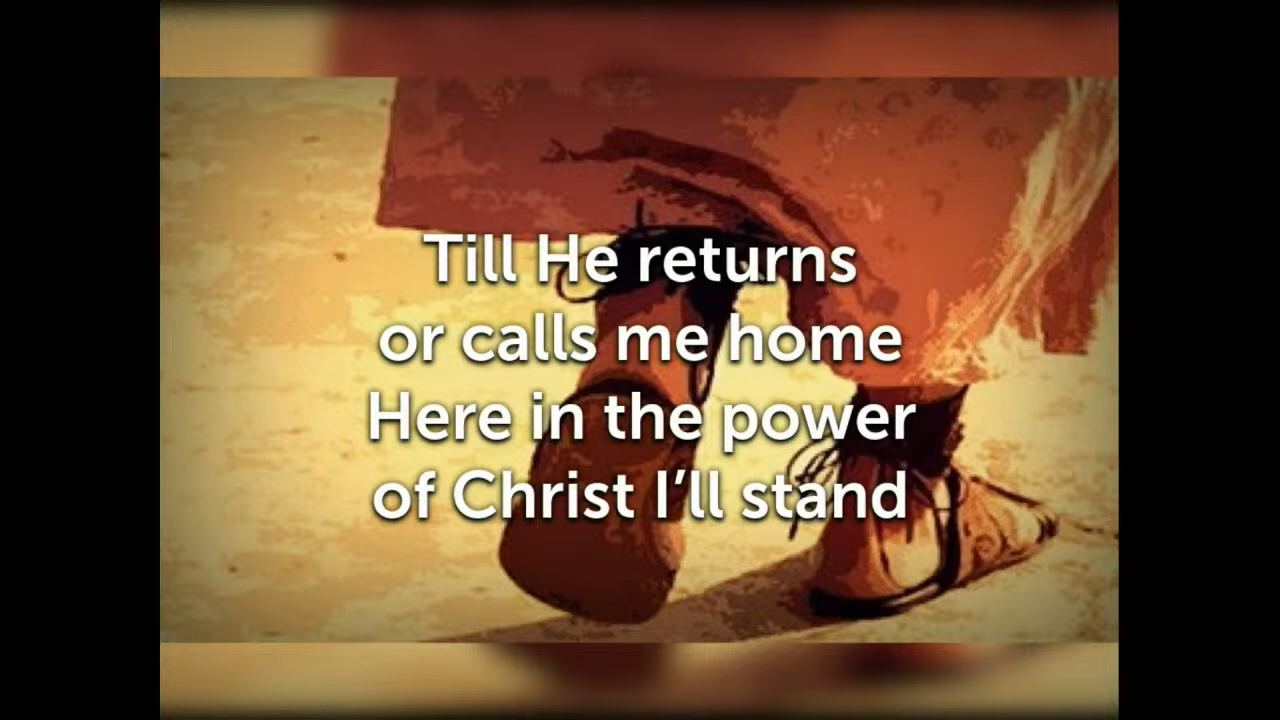 Till He returns
or calls me home
Here in the power
of Christ I’ll stand